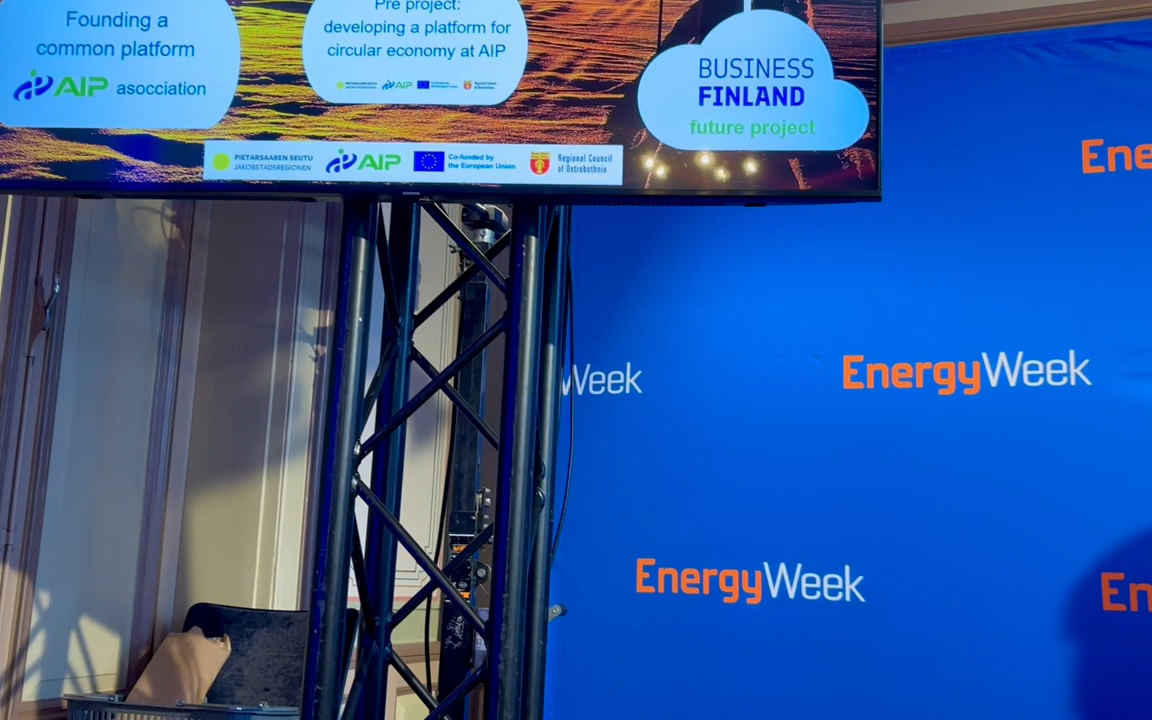 Founding a
common platform
AIP asocciation
Pre project:
developing a platform for
circular economy at AIP
AIP
BUSINESS
FINLAND
future project
PIETARSAAREN SEUTU
JAKOBSTADSREGIONEN
AIP
Co-funded by
the European Union
Regional Council
of Ostrobothnia
Ene
Week
EnergyWeek
EnergyWeek
En